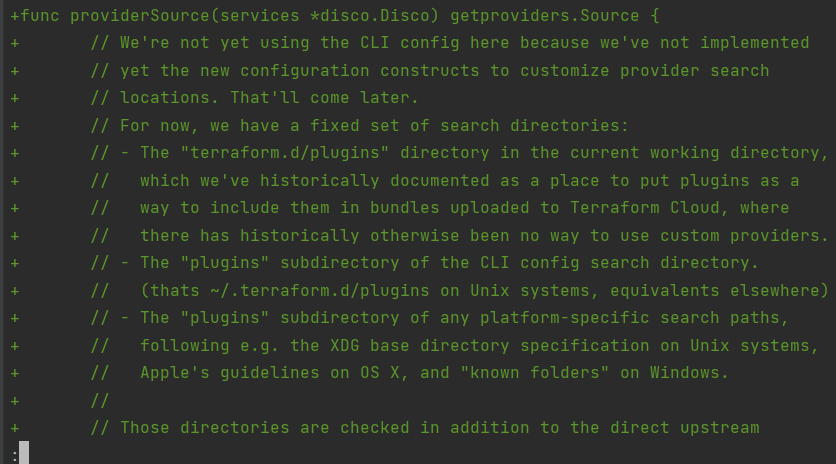 +func providerSource(services *disco.Disco) getproviders.Source {
+       // We're not yet using the CLI config here because we've not implemented
+       // yet the new configuration constructs to customize provider search
+       // locations. That'll come later.
+       // For now, we have a fixed set of search directories:
+       // - The "terraform.d/plugins" directory in the current working directory,
+       //   which we've historically documented as a place to put plugins as a
+       //   way to include them in bundles uploaded to Terraform Cloud, where
+       //   there has historically otherwise been no way to use custom providers.
+       // - The "plugins" subdirectory of the CLI config search directory.
+       //   (thats ~/.terraform.d/plugins on Unix systems, equivalents elsewhere)
+       // - The "plugins" subdirectory of any platform-specific search paths,
+       //   following e.g. the XDG base directory specification on Unix systems,
+       //   Apple's guidelines on OS X, and "known folders" on Windows.
+       //
+       // Those directories are checked in addition to the direct upstream
: